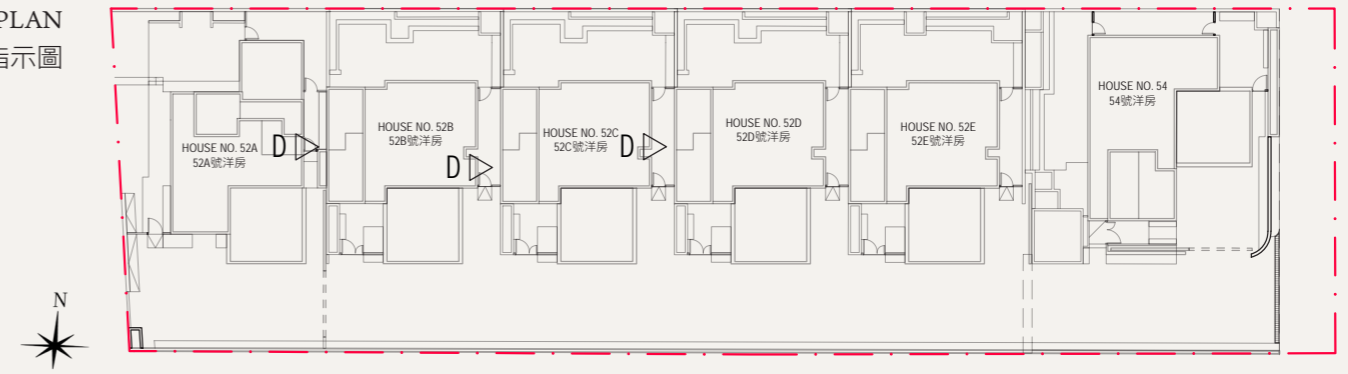 PLAN
指示圖
HOUSE NO. 52A
52A號洋房
D
HOUSE NO. 52B
52B號洋房
D
HOUSE NO. 52C
52C號洋房
D
HOUSE NO. 52D
52D號洋房
HOUSE NO. 52E
52E號洋房
HOUSE NO. 54
54號洋房
N